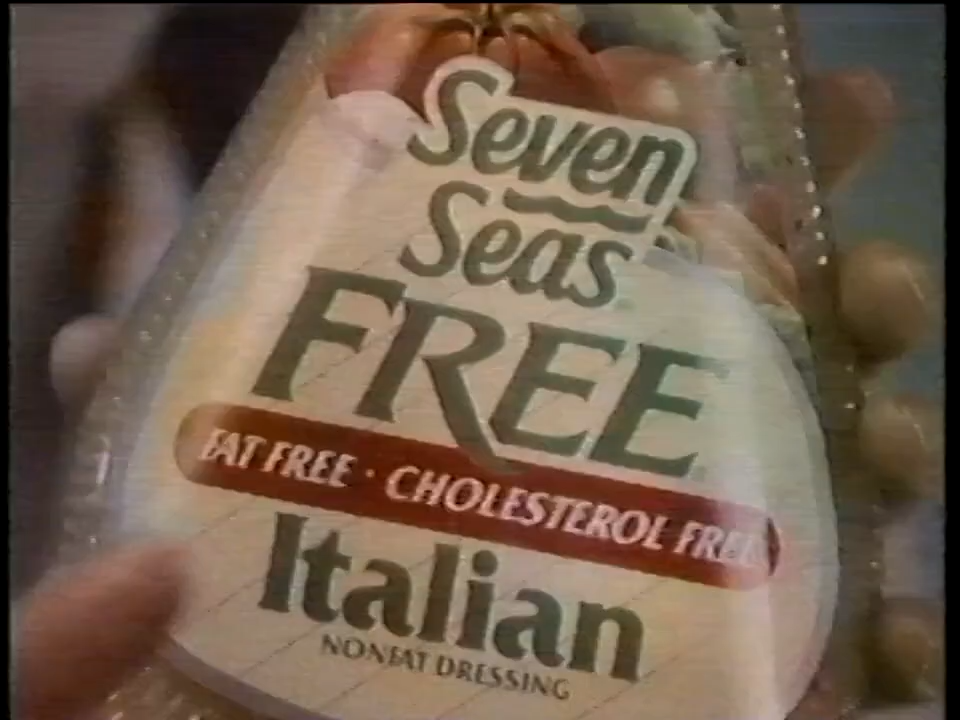 Seven
Seas
FREE
FAT FREE · CHOLESTEROL FREE
Italian
NONFAT DRESSING